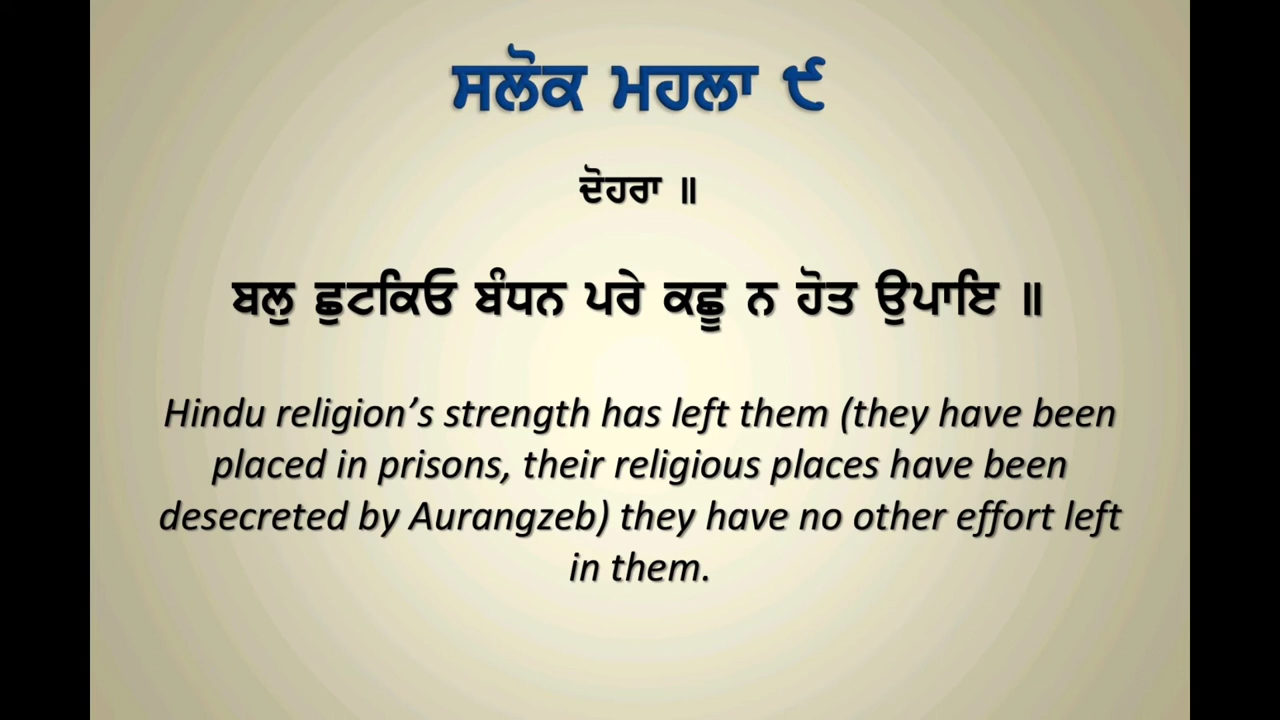 ਸਲੋਕ ਮਹਲਾ ੯
ਦੋਹਰਾ ॥
ਬਲੁ ਛੁਟਕਿਓ ਬੰਧਨ ਪਰੇ ਕਛੂ ਨ ਹੋਤ ਉਪਾਇ ॥
Hindu religion’s strength has left them (they have been
placed in prisons, their religious places have been
desecreted by Aurangzeb) they have no other effort left
in them.